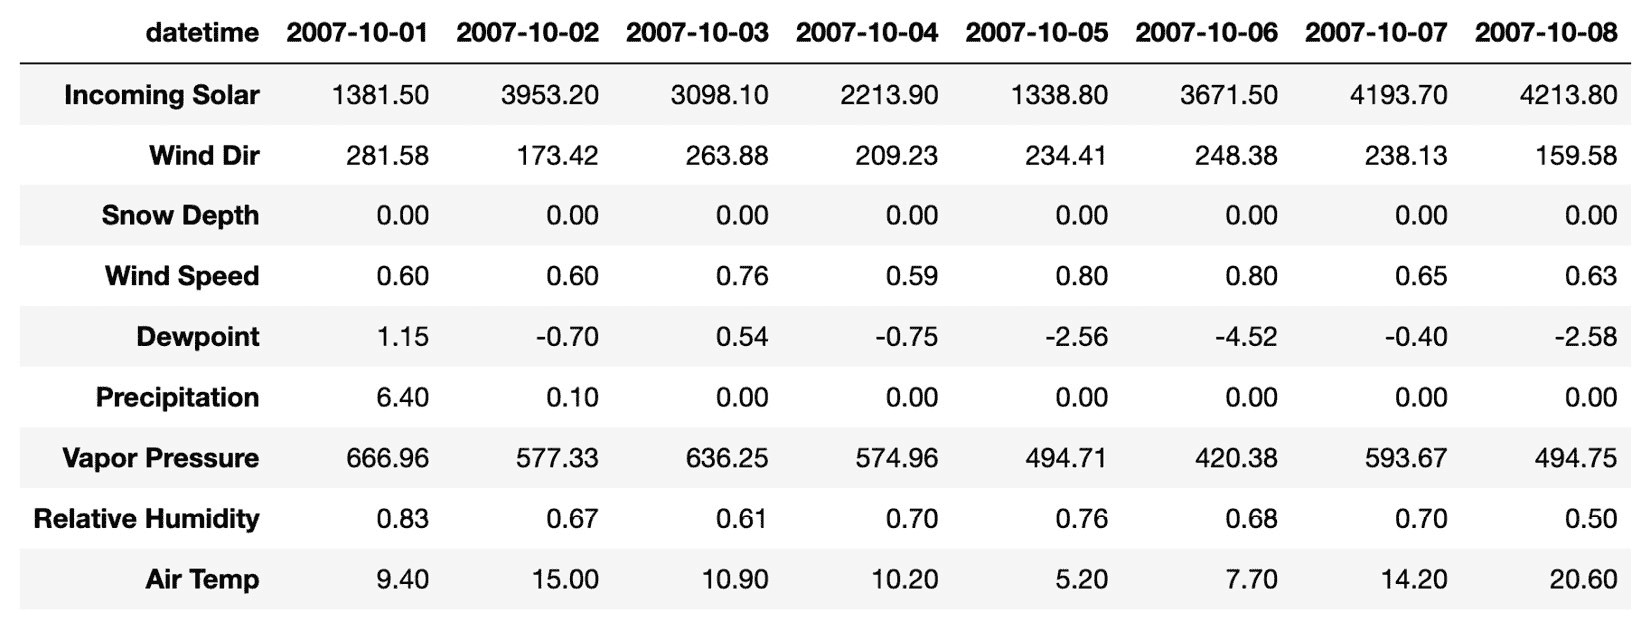 datetime 2007-10-01 2007-10-02 2007-10-03 2007-10-04 2007-10-05 2007-10-06 2007-10-07 2007-10-08
Incoming Solar 1381.50 3953.20 3098.10 2213.90 1338.80 3671.50 4193.70 4213.80
Wind Dir 281.58 173.42 263.88 209.23 234.41 248.38 238.13 159.58
Snow Depth 0.00 0.00 0.00 0.00 0.00 0.00 0.00 0.00
Wind Speed 0.60 0.60 0.76 0.59 0.80 0.80 0.65 0.63
Dewpoint 1.15 -0.70 0.54 -0.75 -2.56 -4.52 -0.40 -2.58
Precipitation 6.40 0.10 0.00 0.00 0.00 0.00 0.00 0.00
Vapor Pressure 666.96 577.33 636.25 574.96 494.71 420.38 593.67 494.75
Relative Humidity 0.83 0.67 0.61 0.70 0.76 0.68 0.70 0.50
Air Temp 9.40 15.00 10.90 10.20 5.20 7.70 14.20 20.60